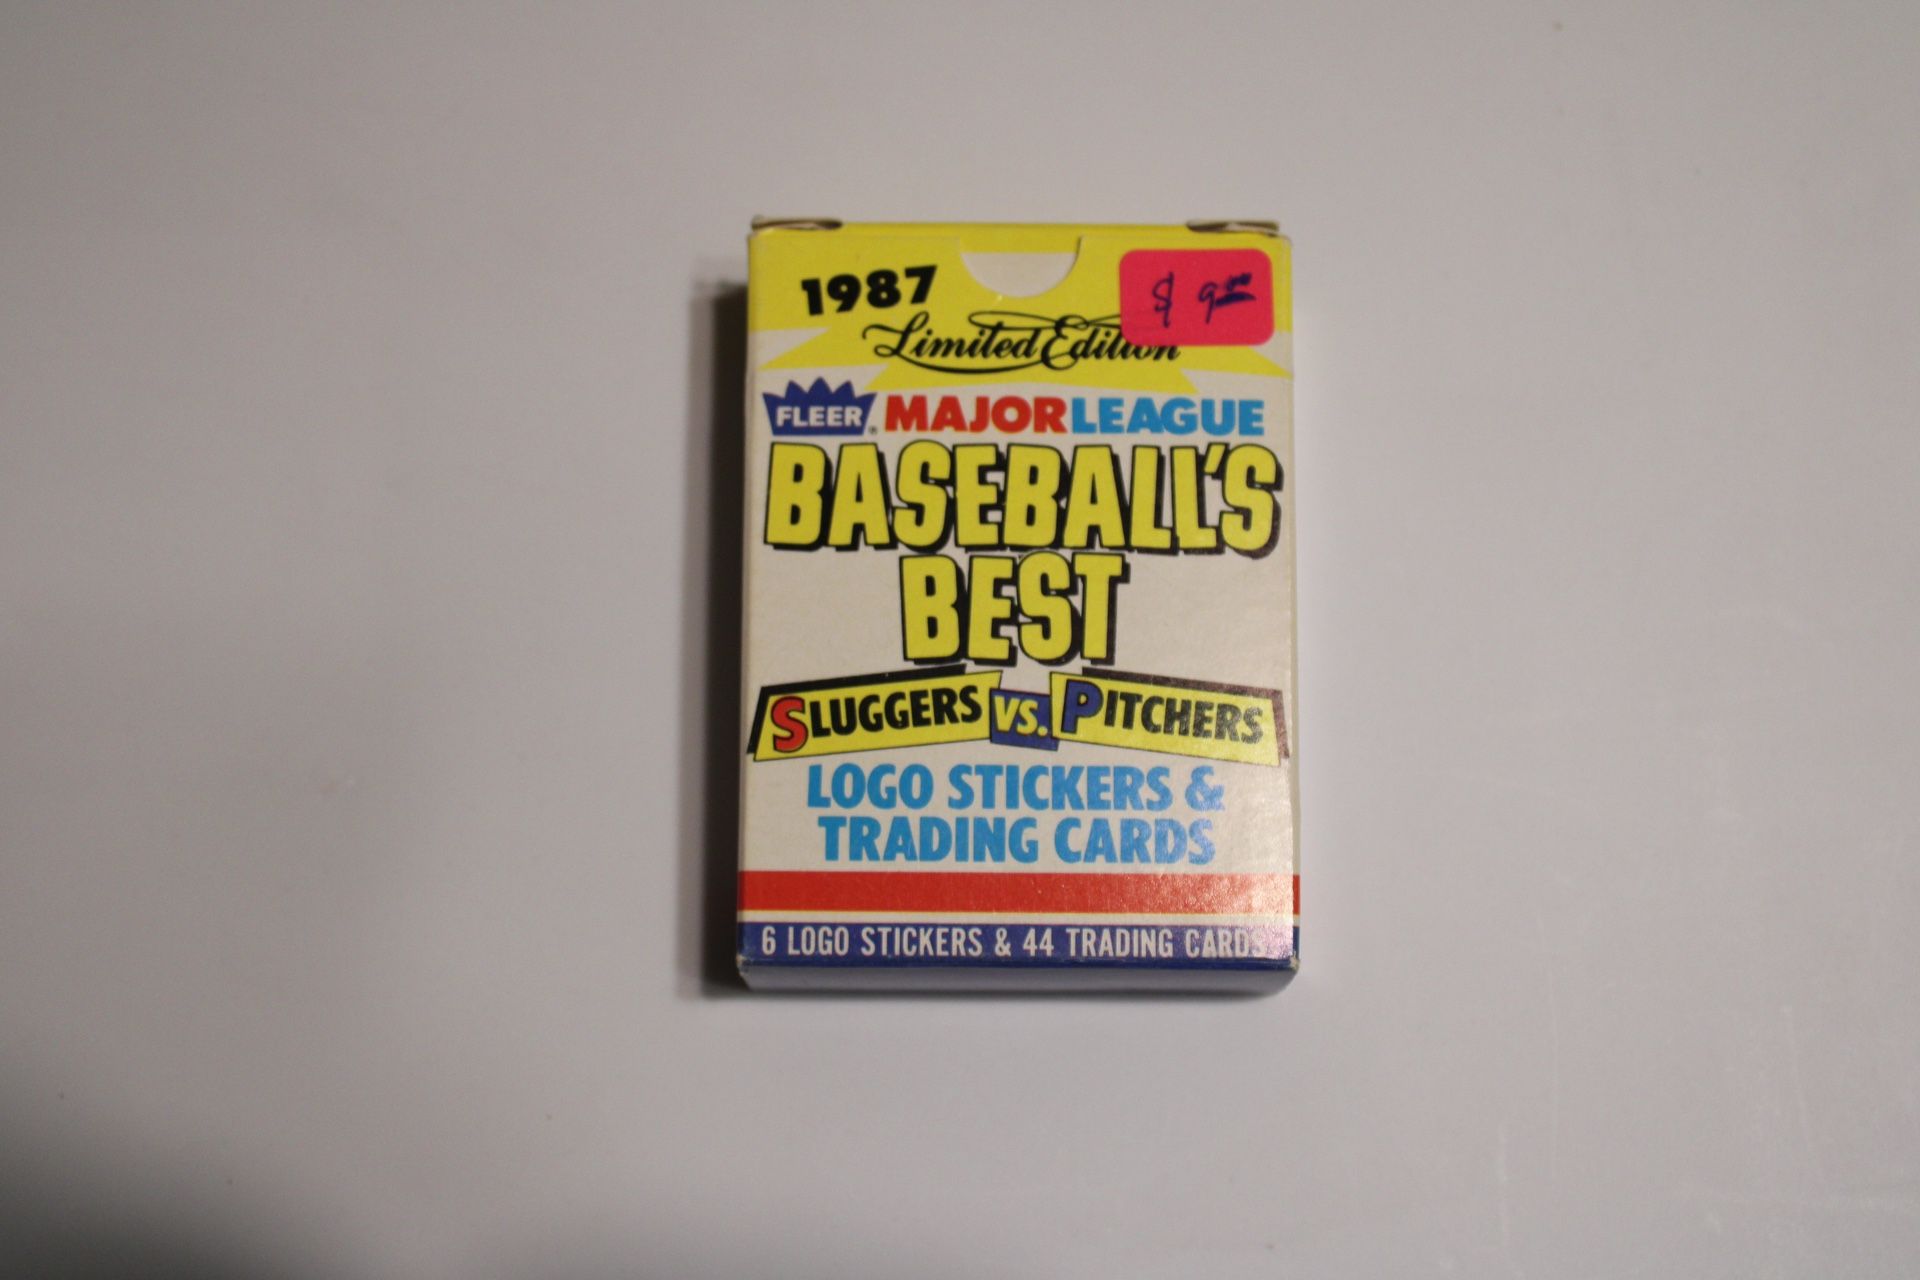 1987
$ 9.00
Limited Edition
FLEER® MAJOR LEAGUE
BASEBALL'S
BEST
SLUGGERS VS. PITCHERS
LOGO STICKERS &
TRADING CARDS
6 LOGO STICKERS & 44 TRADING CARDS